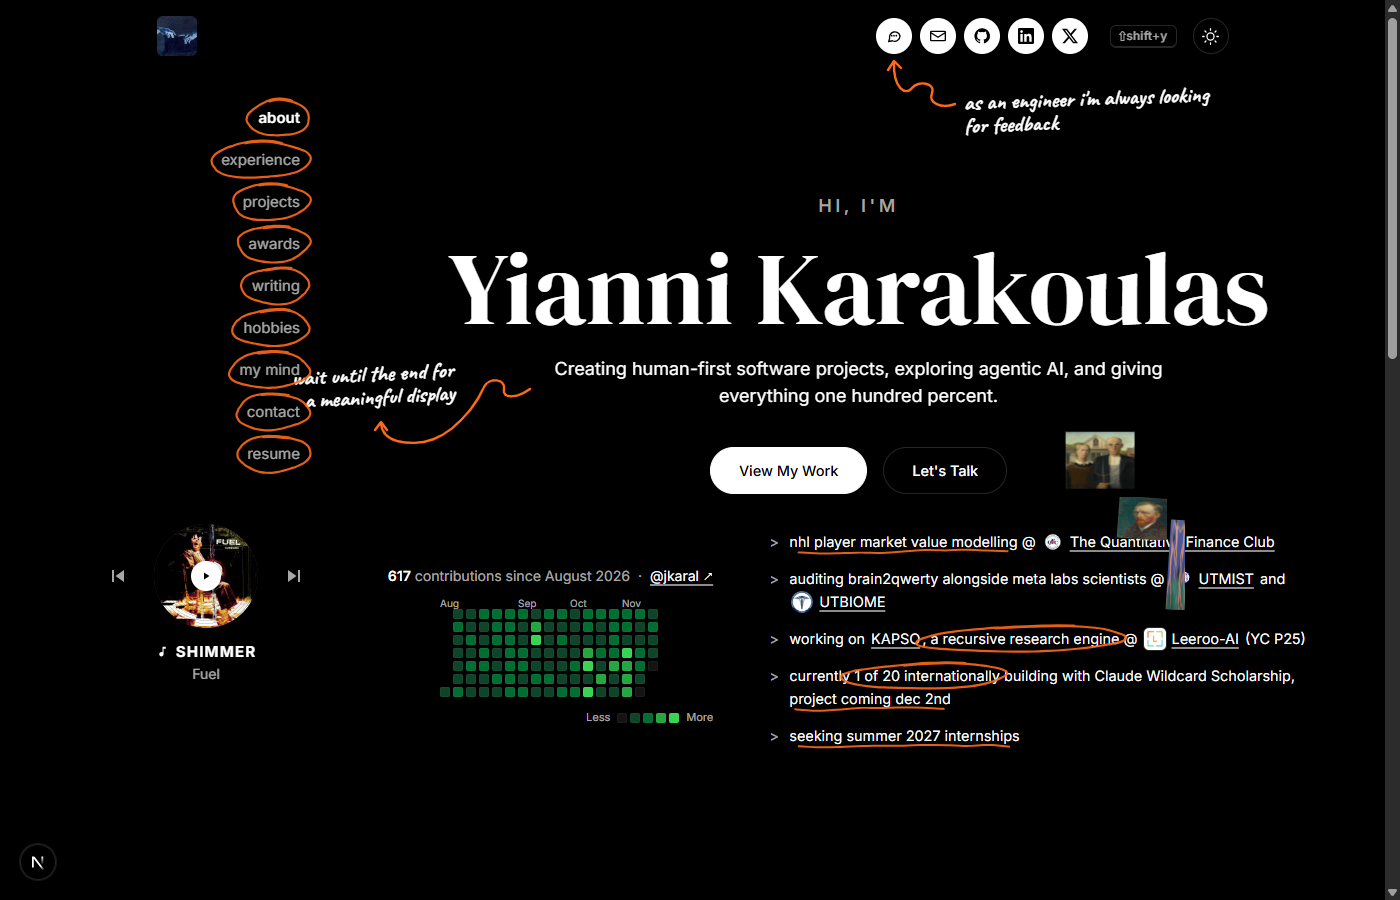 ⇧shift+y
as an engineer i'm always looking
for feedback
about
experience
projects
awards
writing
hobbies
my mind
contact
resume
HI, I'M
Yianni Karakoulas
wait until the end for
a meaningful display
Creating human-first software projects, exploring agentic AI, and giving
everything one hundred percent.
View My Work
Let's Talk
FUEL
♪ SHIMMER
Fuel
617 contributions since August 2026 · @jkaral ↗
Aug Sep Oct Nov
Less More
> nhl player market value modelling @ The Quantitative Finance Club
> auditing brain2qwerty alongside meta labs scientists @ UTMIST and
UTBIOME
> working on KAPSO, a recursive research engine @ Leeroo-AI (YC P25)
> currently 1 of 20 internationally building with Claude Wildcard Scholarship,
project coming dec 2nd
> seeking summer 2027 internships